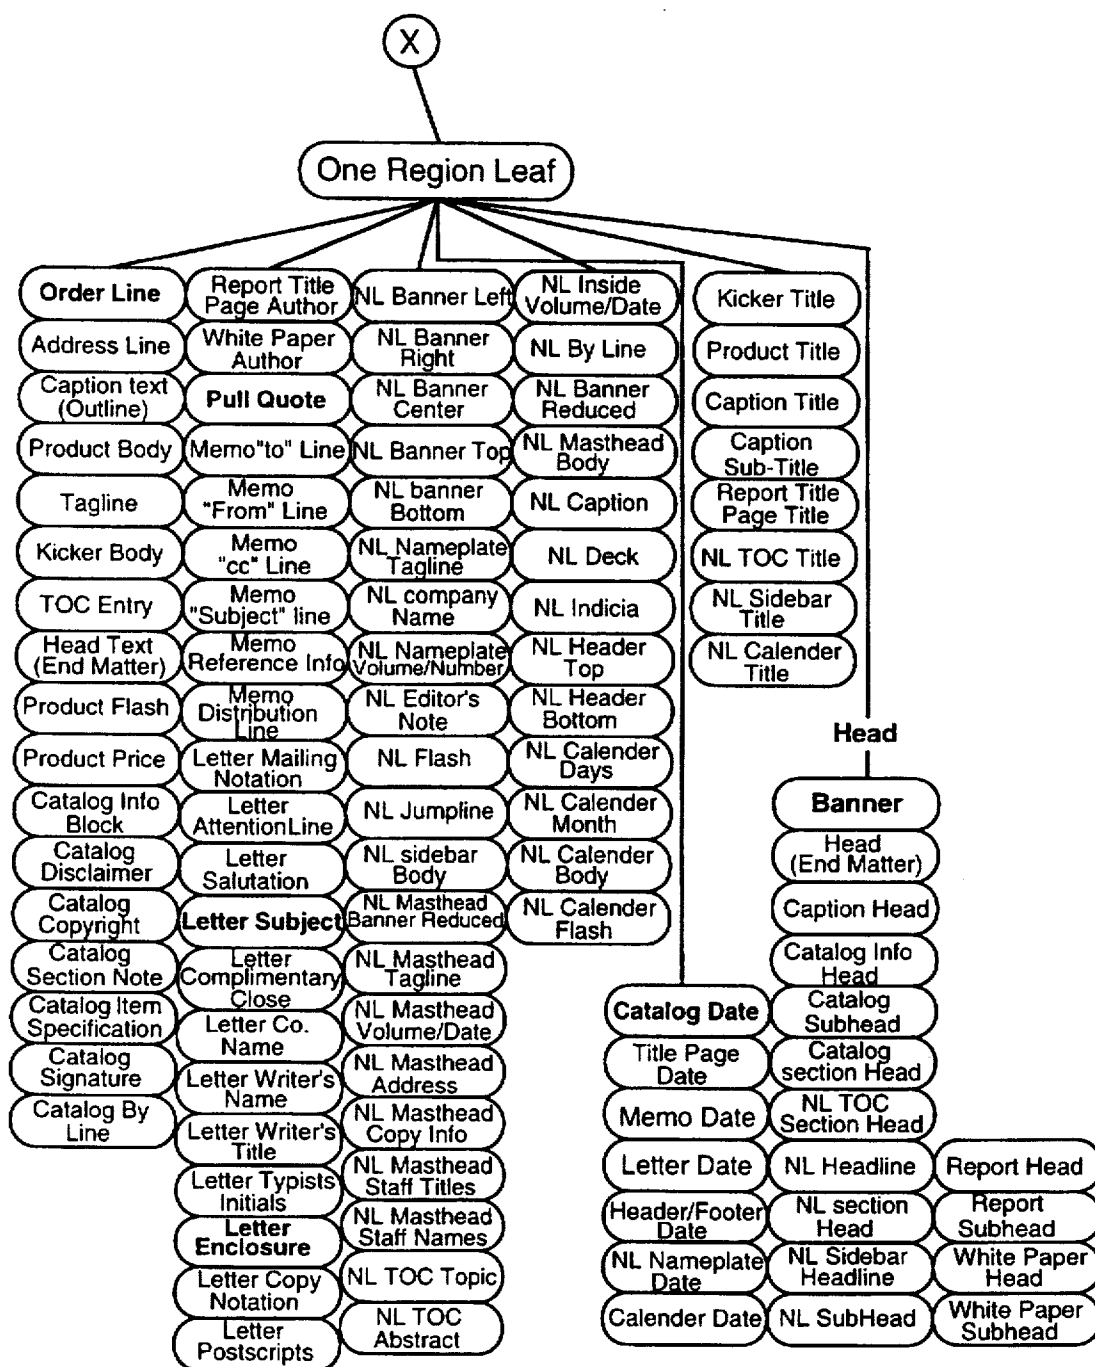 X
One Region Leaf
Order Line
Address Line
Caption text
(Outline)
Product Body
Tagline
Kicker Body
TOC Entry
Head Text
(End Matter)
Product Flash
Product Price
Catalog Info
Block
Catalog
Disclaimer
Catalog
Copyright
Catalog
Section Note
Catalog Item
Specification
Catalog
Signature
Catalog By
Line
Report Title
Page Author
White Paper
Author
Pull Quote
Memo"to" Line
Memo
"From" Line
Memo
"cc" Line
Memo
"Subject" line
Memo
Reference Info
Memo
Distribution
Line
Letter Mailing
Notation
Letter
Attention Line
Letter
Salutation
Letter Subject
Letter
Complimentary
Close
Letter Co.
Name
Letter Writer's
Name
Letter Writer's
Title
Letter Typists
Initials
Letter
Enclosure
Letter Copy
Notation
Letter
Postscripts
NL Banner Left
NL Banner
Right
NL Banner
Center
NL Banner Top
NL banner
Bottom
NL Nameplate
Tagline
NL company
Name
NL Nameplate
Volume/Number
NL Editor's
Note
NL Flash
NL Jumpline
NL sidebar
Body
NL Masthead
Banner Reduced
NL Masthead
Tagline
NL Masthead
Volume/Date
NL Masthead
Address
NL Masthead
Copy Info
NL Masthead
Staff Titles
NL Masthead
Staff Names
NL TOC Topic
NL TOC
Abstract
NL Inside
Volume/Date
NL By Line
NL Banner
Reduced
NL Masthead
Body
NL Caption
NL Deck
NL Indicia
NL Header
Top
NL Header
Bottom
NL Calender
Days
NL Calender
Month
NL Calender
Body
NL Calender
Flash
Catalog Date
Title Page
Date
Memo Date
Letter Date
Header/Footer
Date
NL Nameplate
Date
Calender Date
Kicker Title
Product Title
Caption Title
Caption
Sub-Title
Report Title
Page Title
NL TOC Title
NL Sidebar
Title
NL Calender
Title
Head
Banner
Head
(End Matter)
Caption Head
Catalog Info
Head
Catalog
Subhead
Catalog
section Head
NL TOC
Section Head
NL Headline
NL section
Head
NL Sidebar
Headline
NL SubHead
Report Head
Report
Subhead
White Paper
Head
White Paper
Subhead